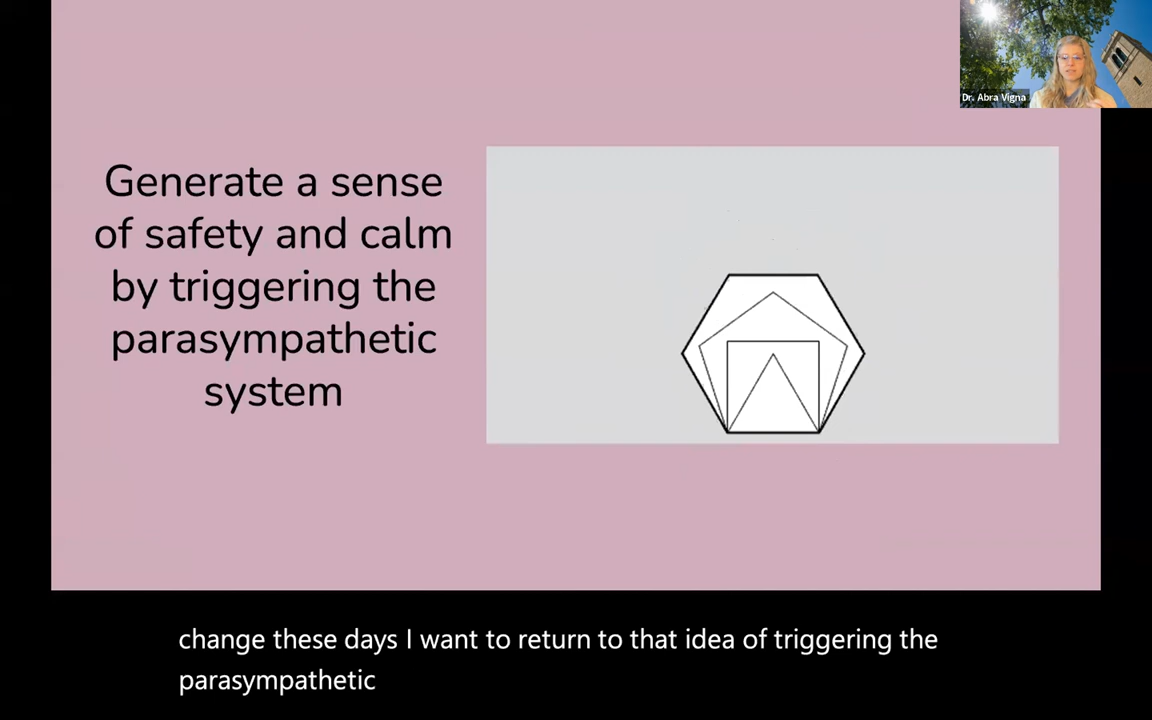 Dr. Abra Vigna
Generate a sense
of safety and calm
by triggering the
parasympathetic
system
change these days I want to return to that idea of triggering the
parasympathetic